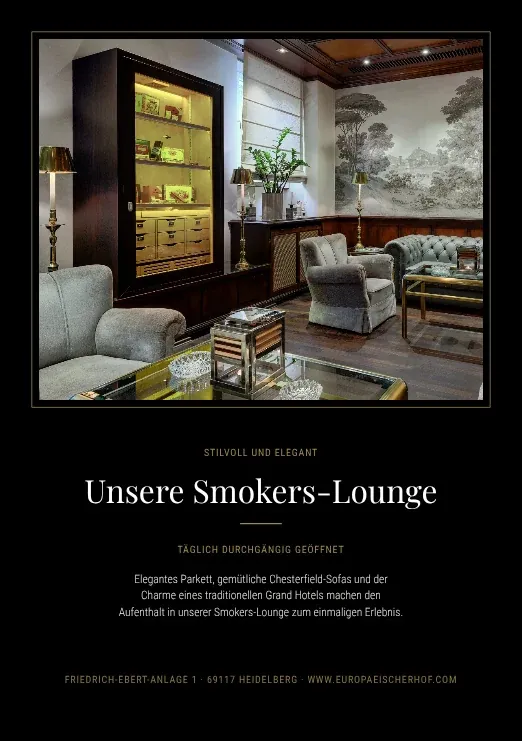 STILVOLL UND ELEGANT
Unsere Smokers-Lounge
TÄGLICH DURCHGÄNGIG GEÖFFNET
Elegantes Parkett, gemütliche Chesterfield-Sofas und der
Charme eines traditionellen Grand Hotels machen den
Aufenthalt in unserer Smokers-Lounge zum einmaligen Erlebnis.
FRIEDRICH-EBERT-ANLAGE 1 · 69117 HEIDELBERG · WWW.EUROPAEISCHERHOF.COM